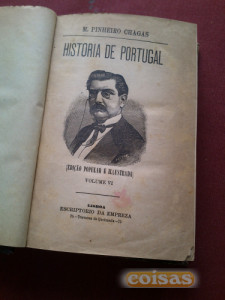 M. PINHEIRO CHAGAS
HISTORIA DE PORTUGAL
(EDIÇÃO POPULAR E ILLUSTRADA)
VOLUME VI
LISBOA
ESCRIPTORIO DA EMPREZA
coisas